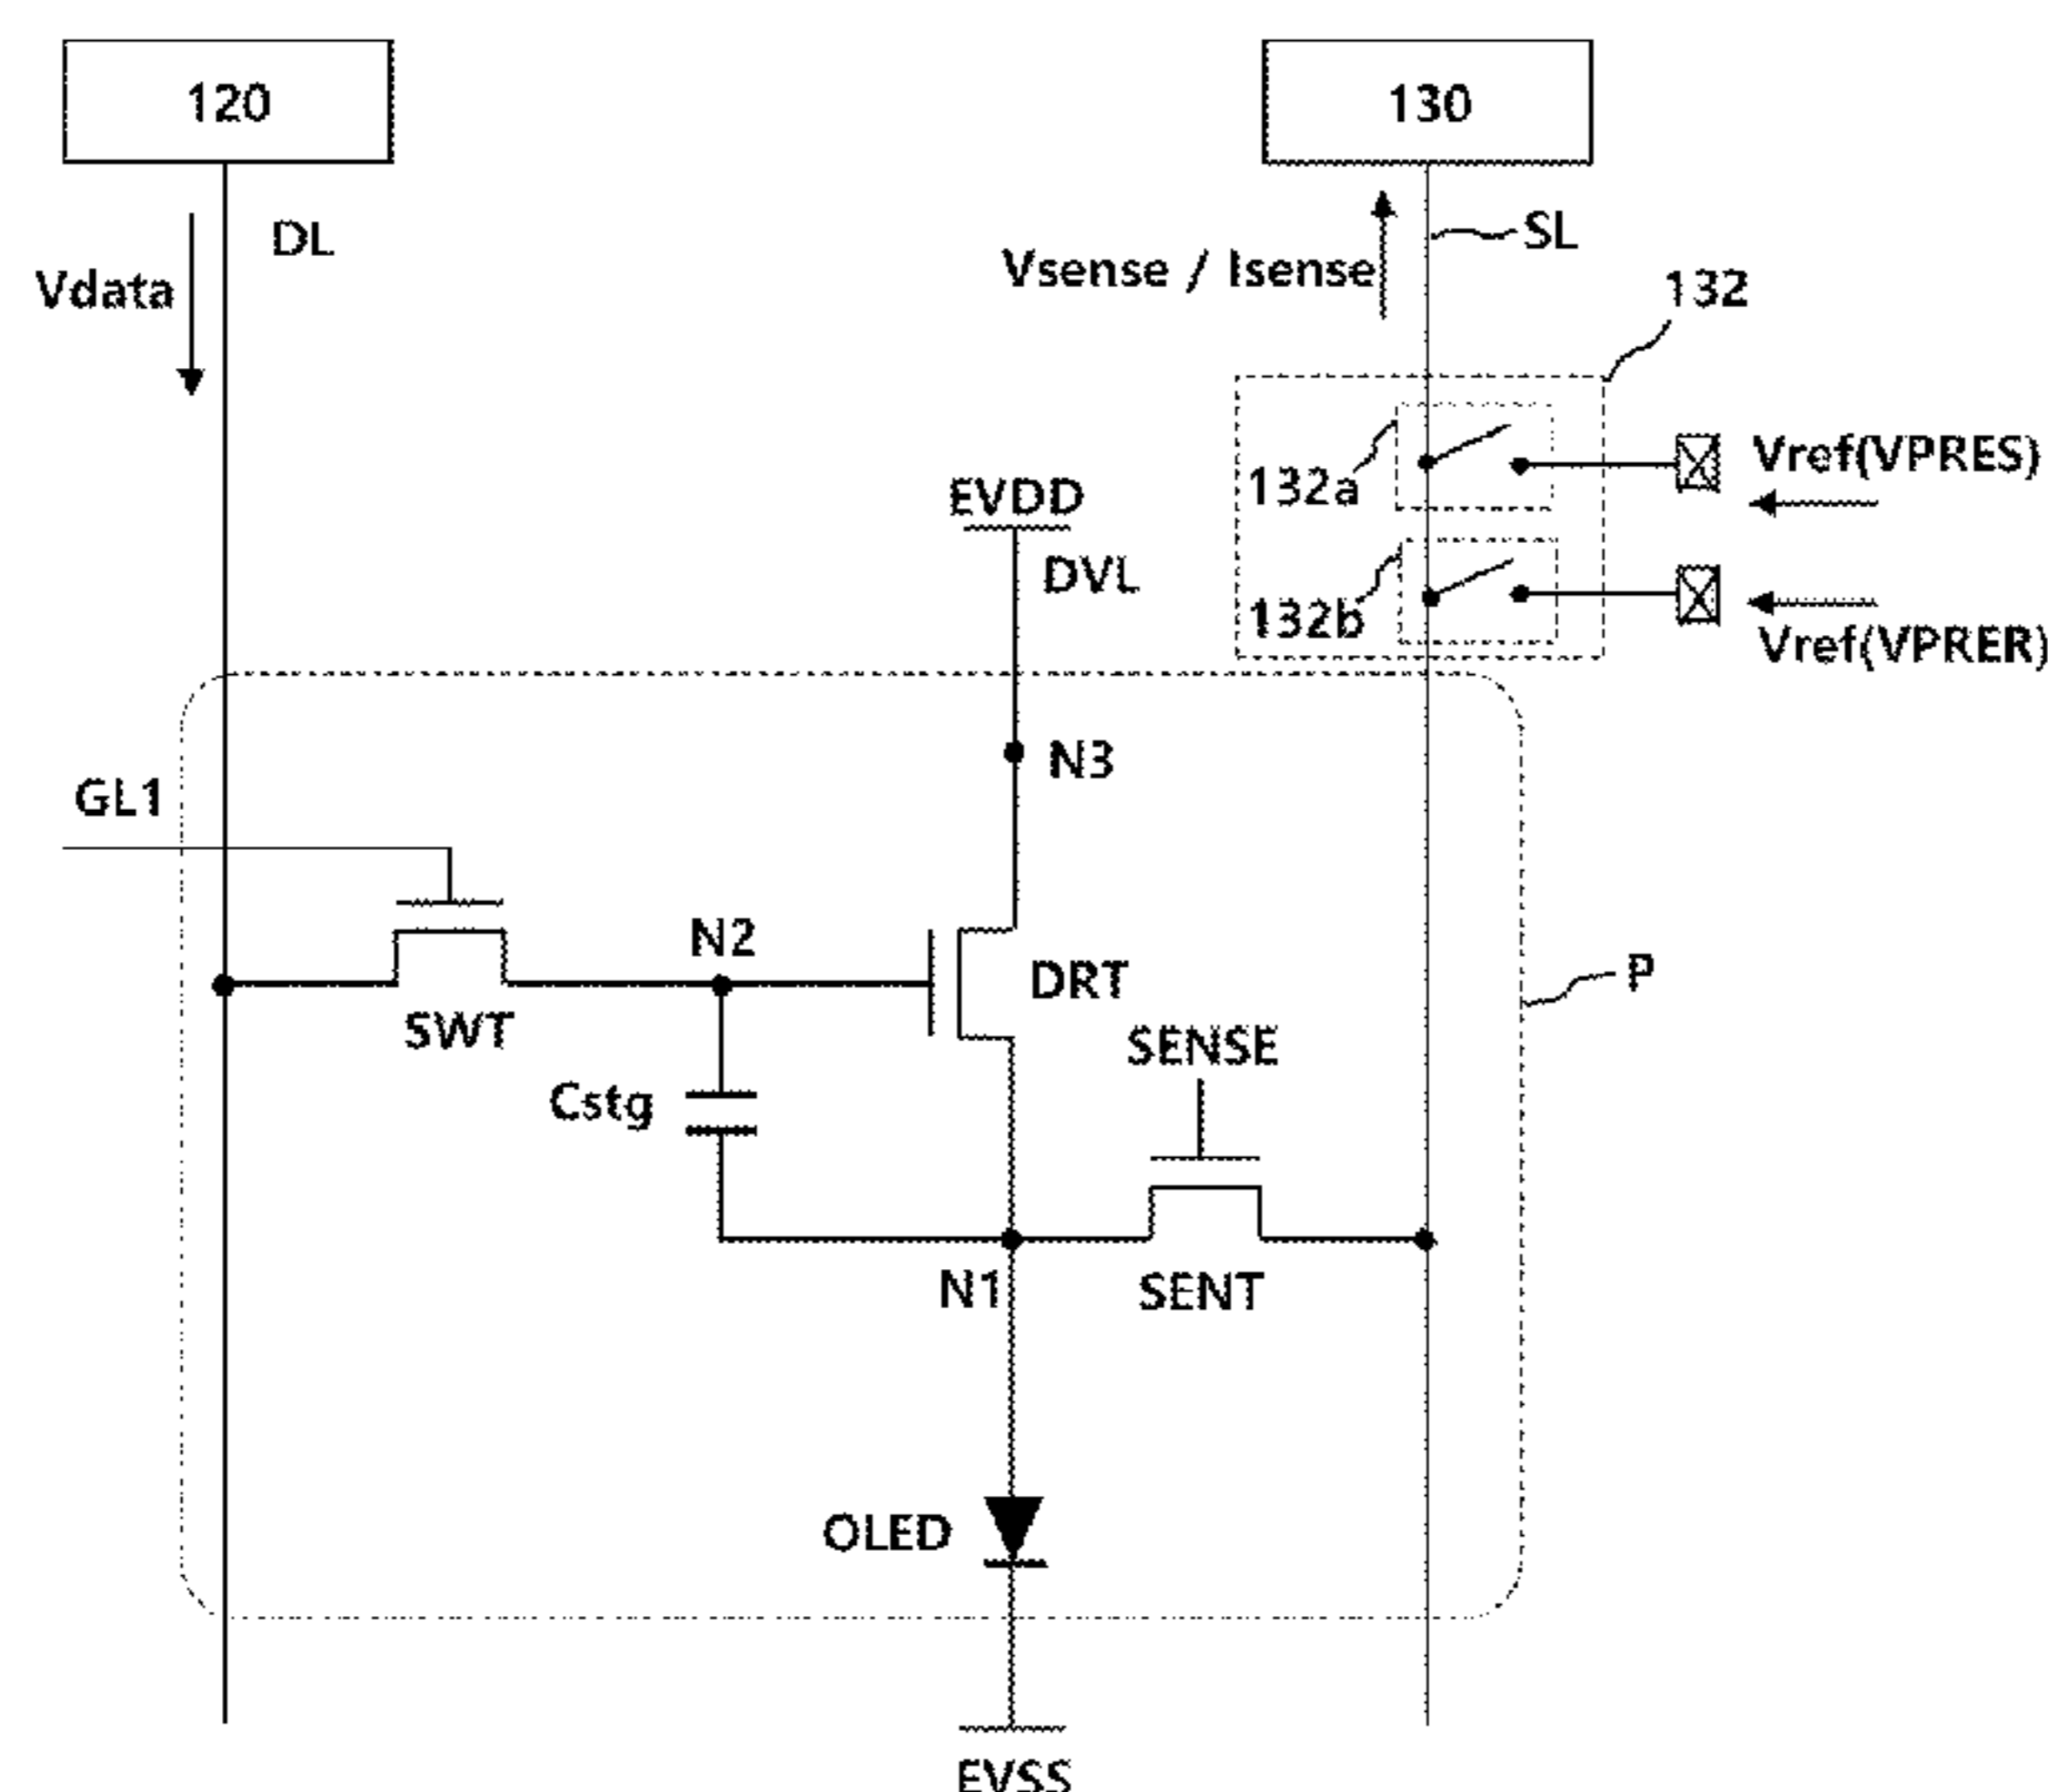 120
130
DL
SL
Vdata
Vsense / Isense
132
132a
Vref(VPRES)
EVDD
DVL
132b
Vref(VPRER)
N3
GL1
N2
DRT
P
SWT
SENSE
Cstg
N1
SENT
OLED
EVSS